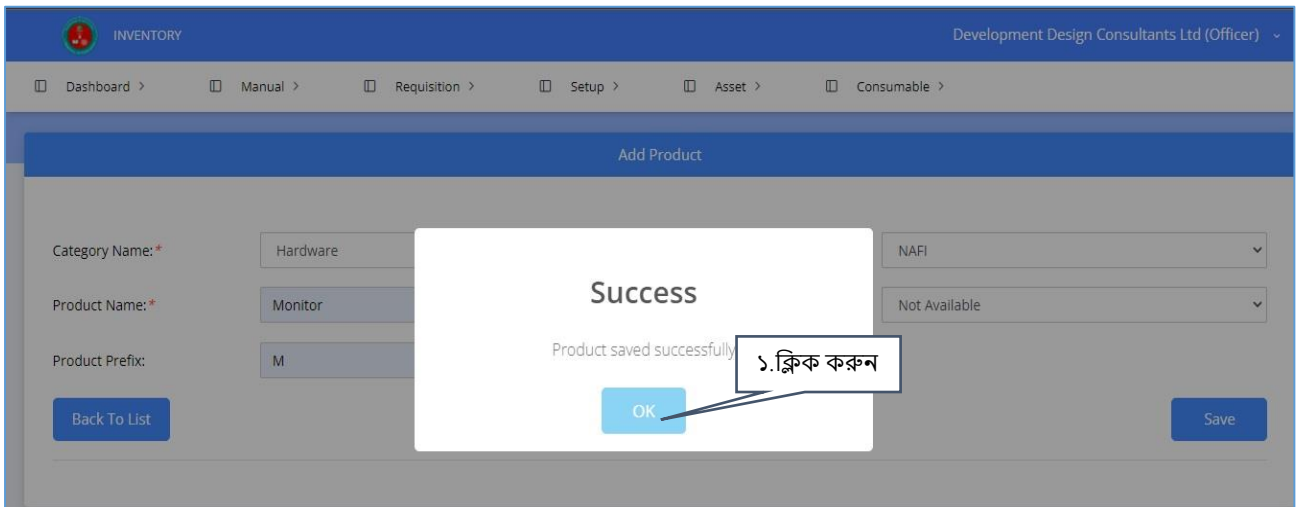 INVENTORY
Development Design Consultants Ltd (Officer)
Dashboard > Manual > Requisition > Setup > Asset > Consumable >
Add Product
Category Name:* Hardware NAFI
Success
Product Name:* Monitor Not Available
Product saved successfully
১.ক্লিক করুন
Product Prefix: M
OK
Back To List Save